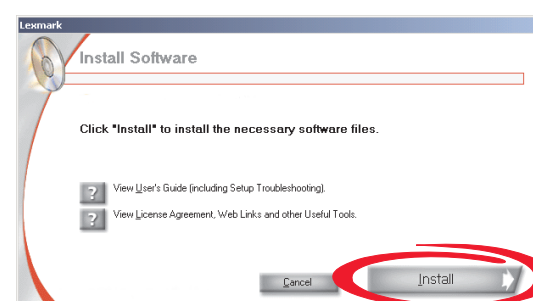 Lexmark
Install Software
Click "Install" to install the necessary software files.
? View User's Guide (including Setup Troubleshooting).
? View License Agreement, Web Links and other Useful Tools.
Cancel
Install